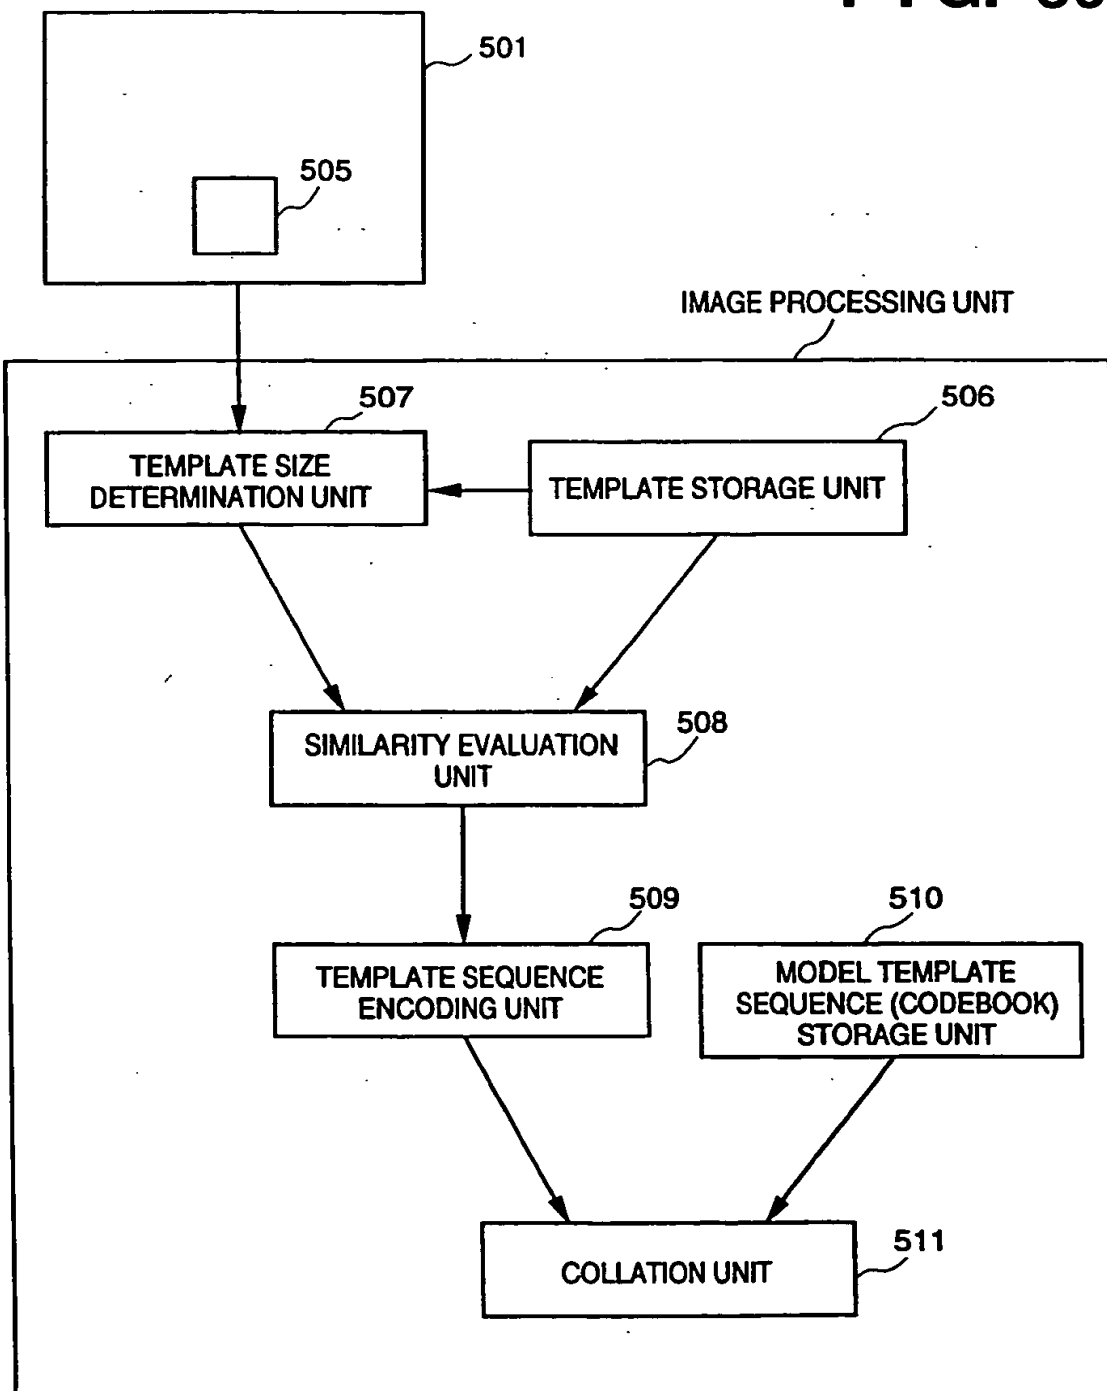 501
505
IMAGE PROCESSING UNIT
507
506
TEMPLATE SIZE
DETERMINATION UNIT
TEMPLATE STORAGE UNIT
508
SIMILARITY EVALUATION
UNIT
509
510
TEMPLATE SEQUENCE
ENCODING UNIT
MODEL TEMPLATE
SEQUENCE (CODEBOOK)
STORAGE UNIT
511
COLLATION UNIT